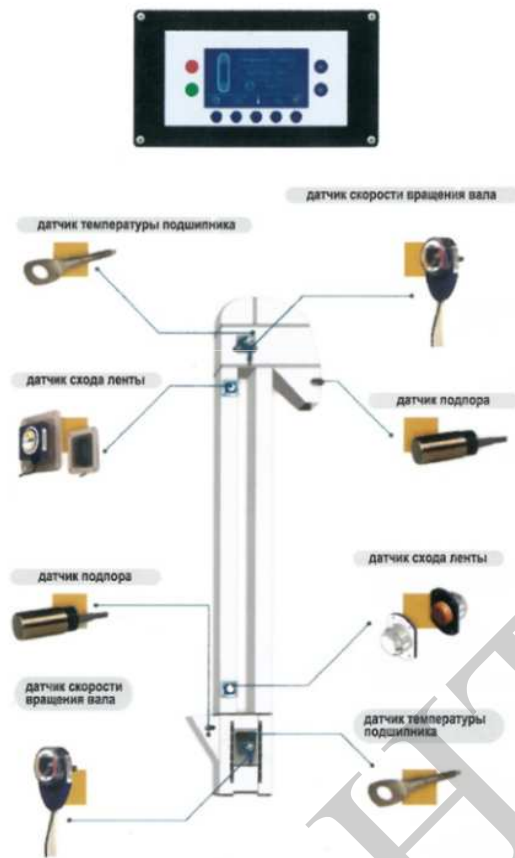 датчик скорости вращения вала
датчик температуры подшипника
датчик схода ленты
датчик подпора
датчик схода ленты
датчик подпора
датчик скорости
вращения вала
датчик температуры
подшипника